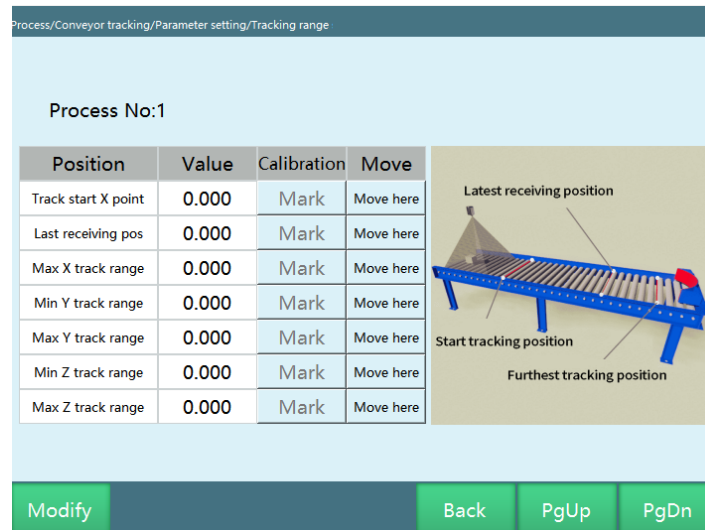 Process/Conveyor tracking/Parameter setting/Tracking range
Process No:1
Position Value Calibration Move
Track start X point 0.000 Mark Move here
Last receiving pos 0.000 Mark Move here
Max X track range 0.000 Mark Move here
Min Y track range 0.000 Mark Move here
Max Y track range 0.000 Mark Move here
Min Z track range 0.000 Mark Move here
Max Z track range 0.000 Mark Move here
Latest receiving position
Start tracking position
Furthest tracking position
Modify Back PgUp PgDn